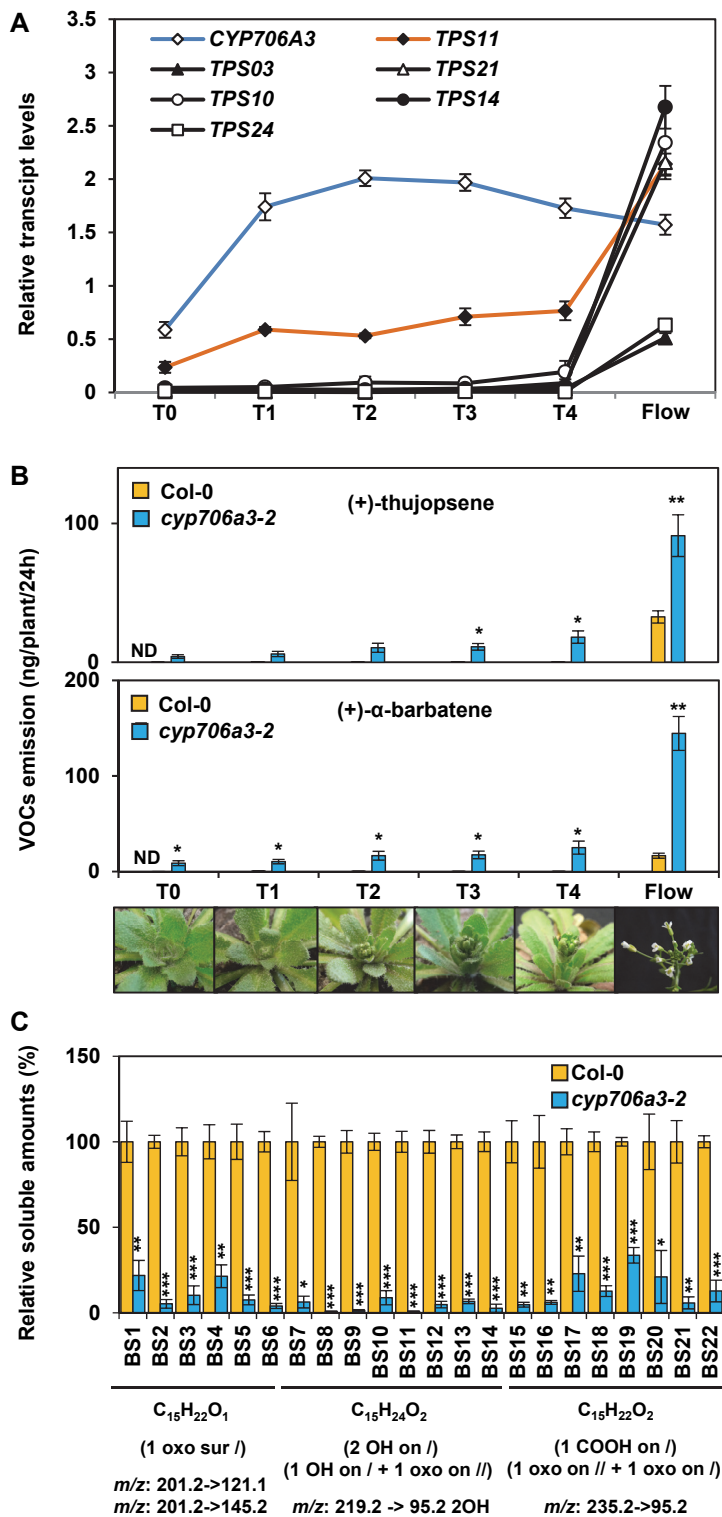 A
3.5
3
2.5
2
1.5
1
0.5
0
Relative transcipt levels
CYP706A3
TPS11
TPS03
TPS21
TPS10
TPS14
TPS24
T0 T1 T2 T3 T4 Flow
B
VOCs emission (ng/plant/24h)
Col-0
cyp706a3-2
(+)-thujopsene
100
0
ND
* * **
200
Col-0
cyp706a3-2
(+)-α-barbatene
100
0
ND
* * * * * **
T0 T1 T2 T3 T4 Flow
C
Relative soluble amounts (%)
150
100
50
0
Col-0
cyp706a3-2
** *** *** ** *** *** * *** *** *** *** *** *** *** ** ** ** *** *** * ** ***
BS1 BS2 BS3 BS4 BS5 BS6 BS7 BS8 BS9 BS10 BS11 BS12 BS13 BS14 BS15 BS16 BS17 BS18 BS19 BS20 BS21 BS22
C₁₅H₂₂O₁
(1 oxo sur /)
m/z: 201.2->121.1
m/z: 201.2->145.2
C₁₅H₂₄O₂
(2 OH on /)
(1 OH on / + 1 oxo on //)
m/z: 219.2 -> 95.2 2OH
C₁₅H₂₂O₂
(1 COOH on /)
(1 oxo on // + 1 oxo on /)
m/z: 235.2->95.2